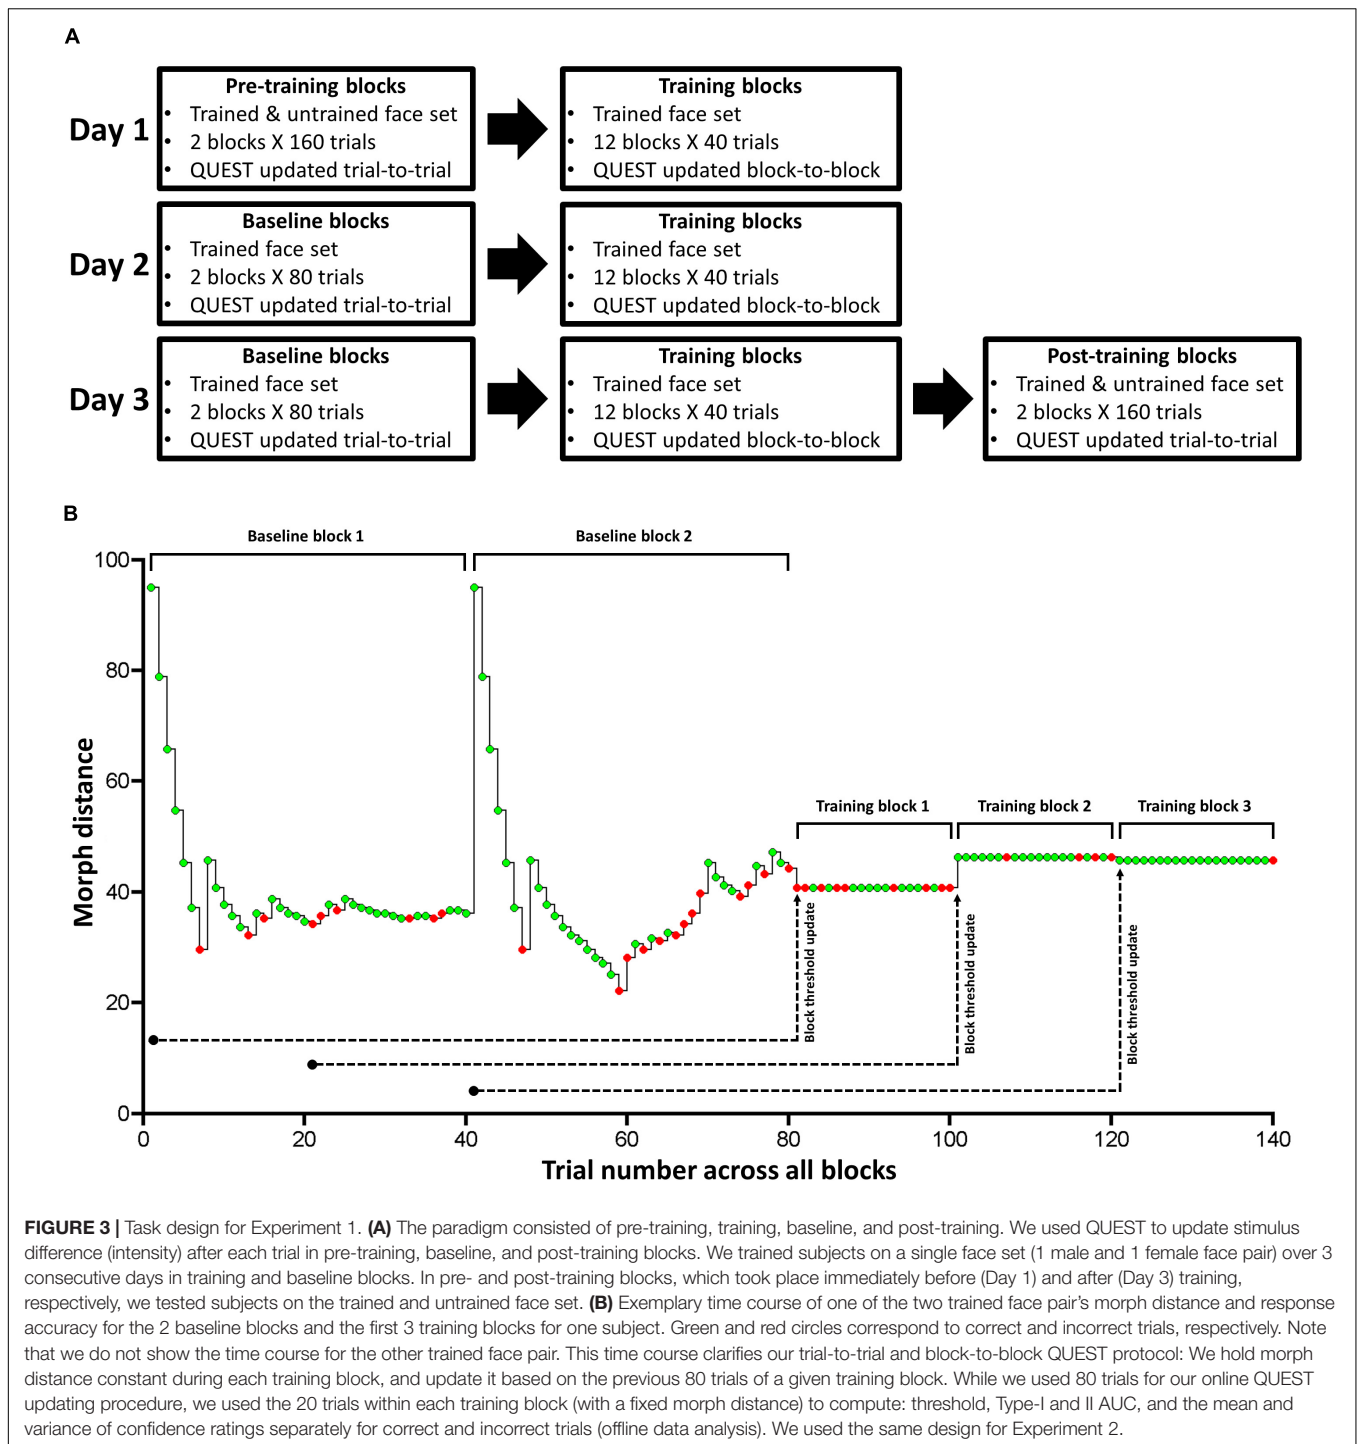 A
Day 1
Pre-training blocks
• Trained & untrained face set
• 2 blocks X 160 trials
• QUEST updated trial-to-trial
Training blocks
• Trained face set
• 12 blocks X 40 trials
• QUEST updated block-to-block
Day 2
Baseline blocks
• Trained face set
• 2 blocks X 80 trials
• QUEST updated trial-to-trial
Training blocks
• Trained face set
• 12 blocks X 40 trials
• QUEST updated block-to-block
Day 3
Baseline blocks
• Trained face set
• 2 blocks X 80 trials
• QUEST updated trial-to-trial
Training blocks
• Trained face set
• 12 blocks X 40 trials
• QUEST updated block-to-block
Post-training blocks
• Trained & untrained face set
• 2 blocks X 160 trials
• QUEST updated trial-to-trial
B
Baseline block 1
Baseline block 2
Training block 1
Training block 2
Training block 3
Morph distance
100
80
60
40
20
0
Block threshold update
Block threshold update
Block threshold update
0 20 40 60 80 100 120 140
Trial number across all blocks
FIGURE 3 | Task design for Experiment 1. (A) The paradigm consisted of pre-training, training, baseline, and post-training. We used QUEST to update stimulus
difference (intensity) after each trial in pre-training, baseline, and post-training blocks. We trained subjects on a single face set (1 male and 1 female face pair) over 3
consecutive days in training and baseline blocks. In pre- and post-training blocks, which took place immediately before (Day 1) and after (Day 3) training,
respectively, we tested subjects on the trained and untrained face set. (B) Exemplary time course of one of the two trained face pair's morph distance and response
accuracy for the 2 baseline blocks and the first 3 training blocks for one subject. Green and red circles correspond to correct and incorrect trials, respectively. Note
that we do not show the time course for the other trained face pair. This time course clarifies our trial-to-trial and block-to-block QUEST protocol: We hold morph
distance constant during each training block, and update it based on the previous 80 trials of a given training block. While we used 80 trials for our online QUEST
updating procedure, we used the 20 trials within each training block (with a fixed morph distance) to compute: threshold, Type-I and II AUC, and the mean and
variance of confidence ratings separately for correct and incorrect trials (offline data analysis). We used the same design for Experiment 2.